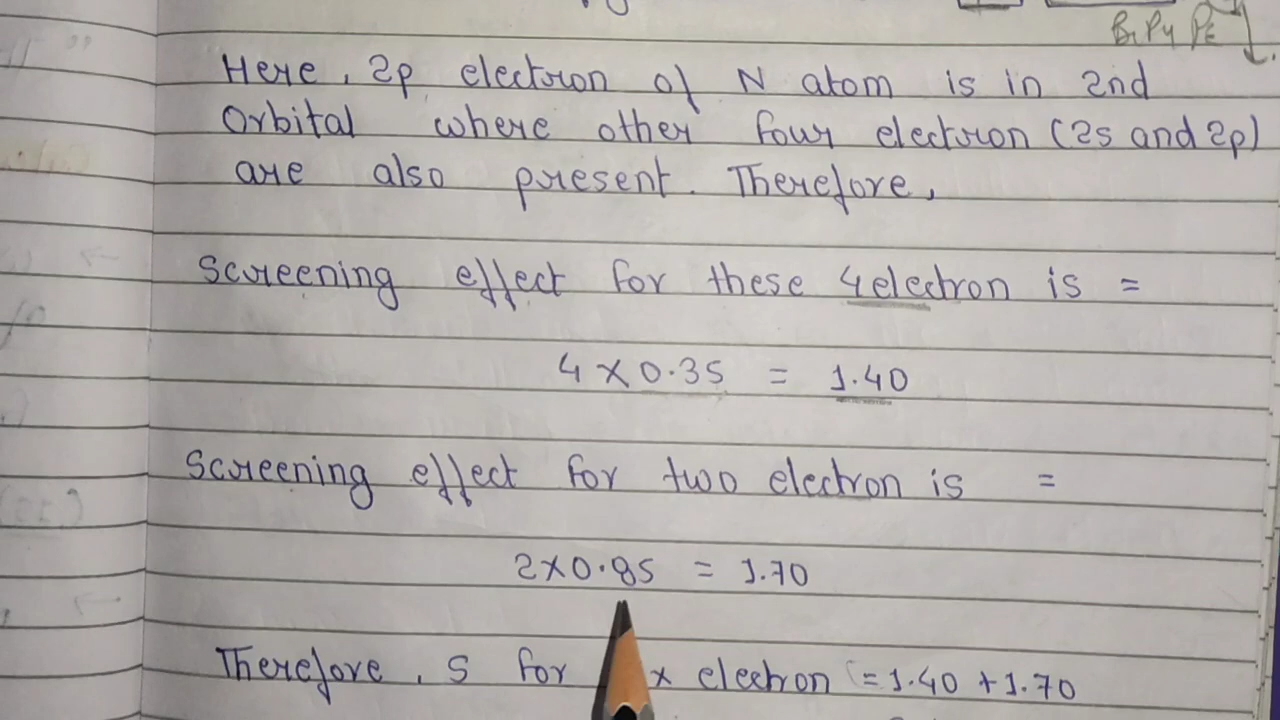 Here, 2p electron of N atom is in 2nd
Orbital where other four electron (2s and 2p)
are also present. Therefore,
Screening effect for these 4 electron is =
4 × 0.35 = 1.40
Screening effect for two electron is =
2×0.85 = 1.70
Therefore, S for x electron = 1.40 + 1.70